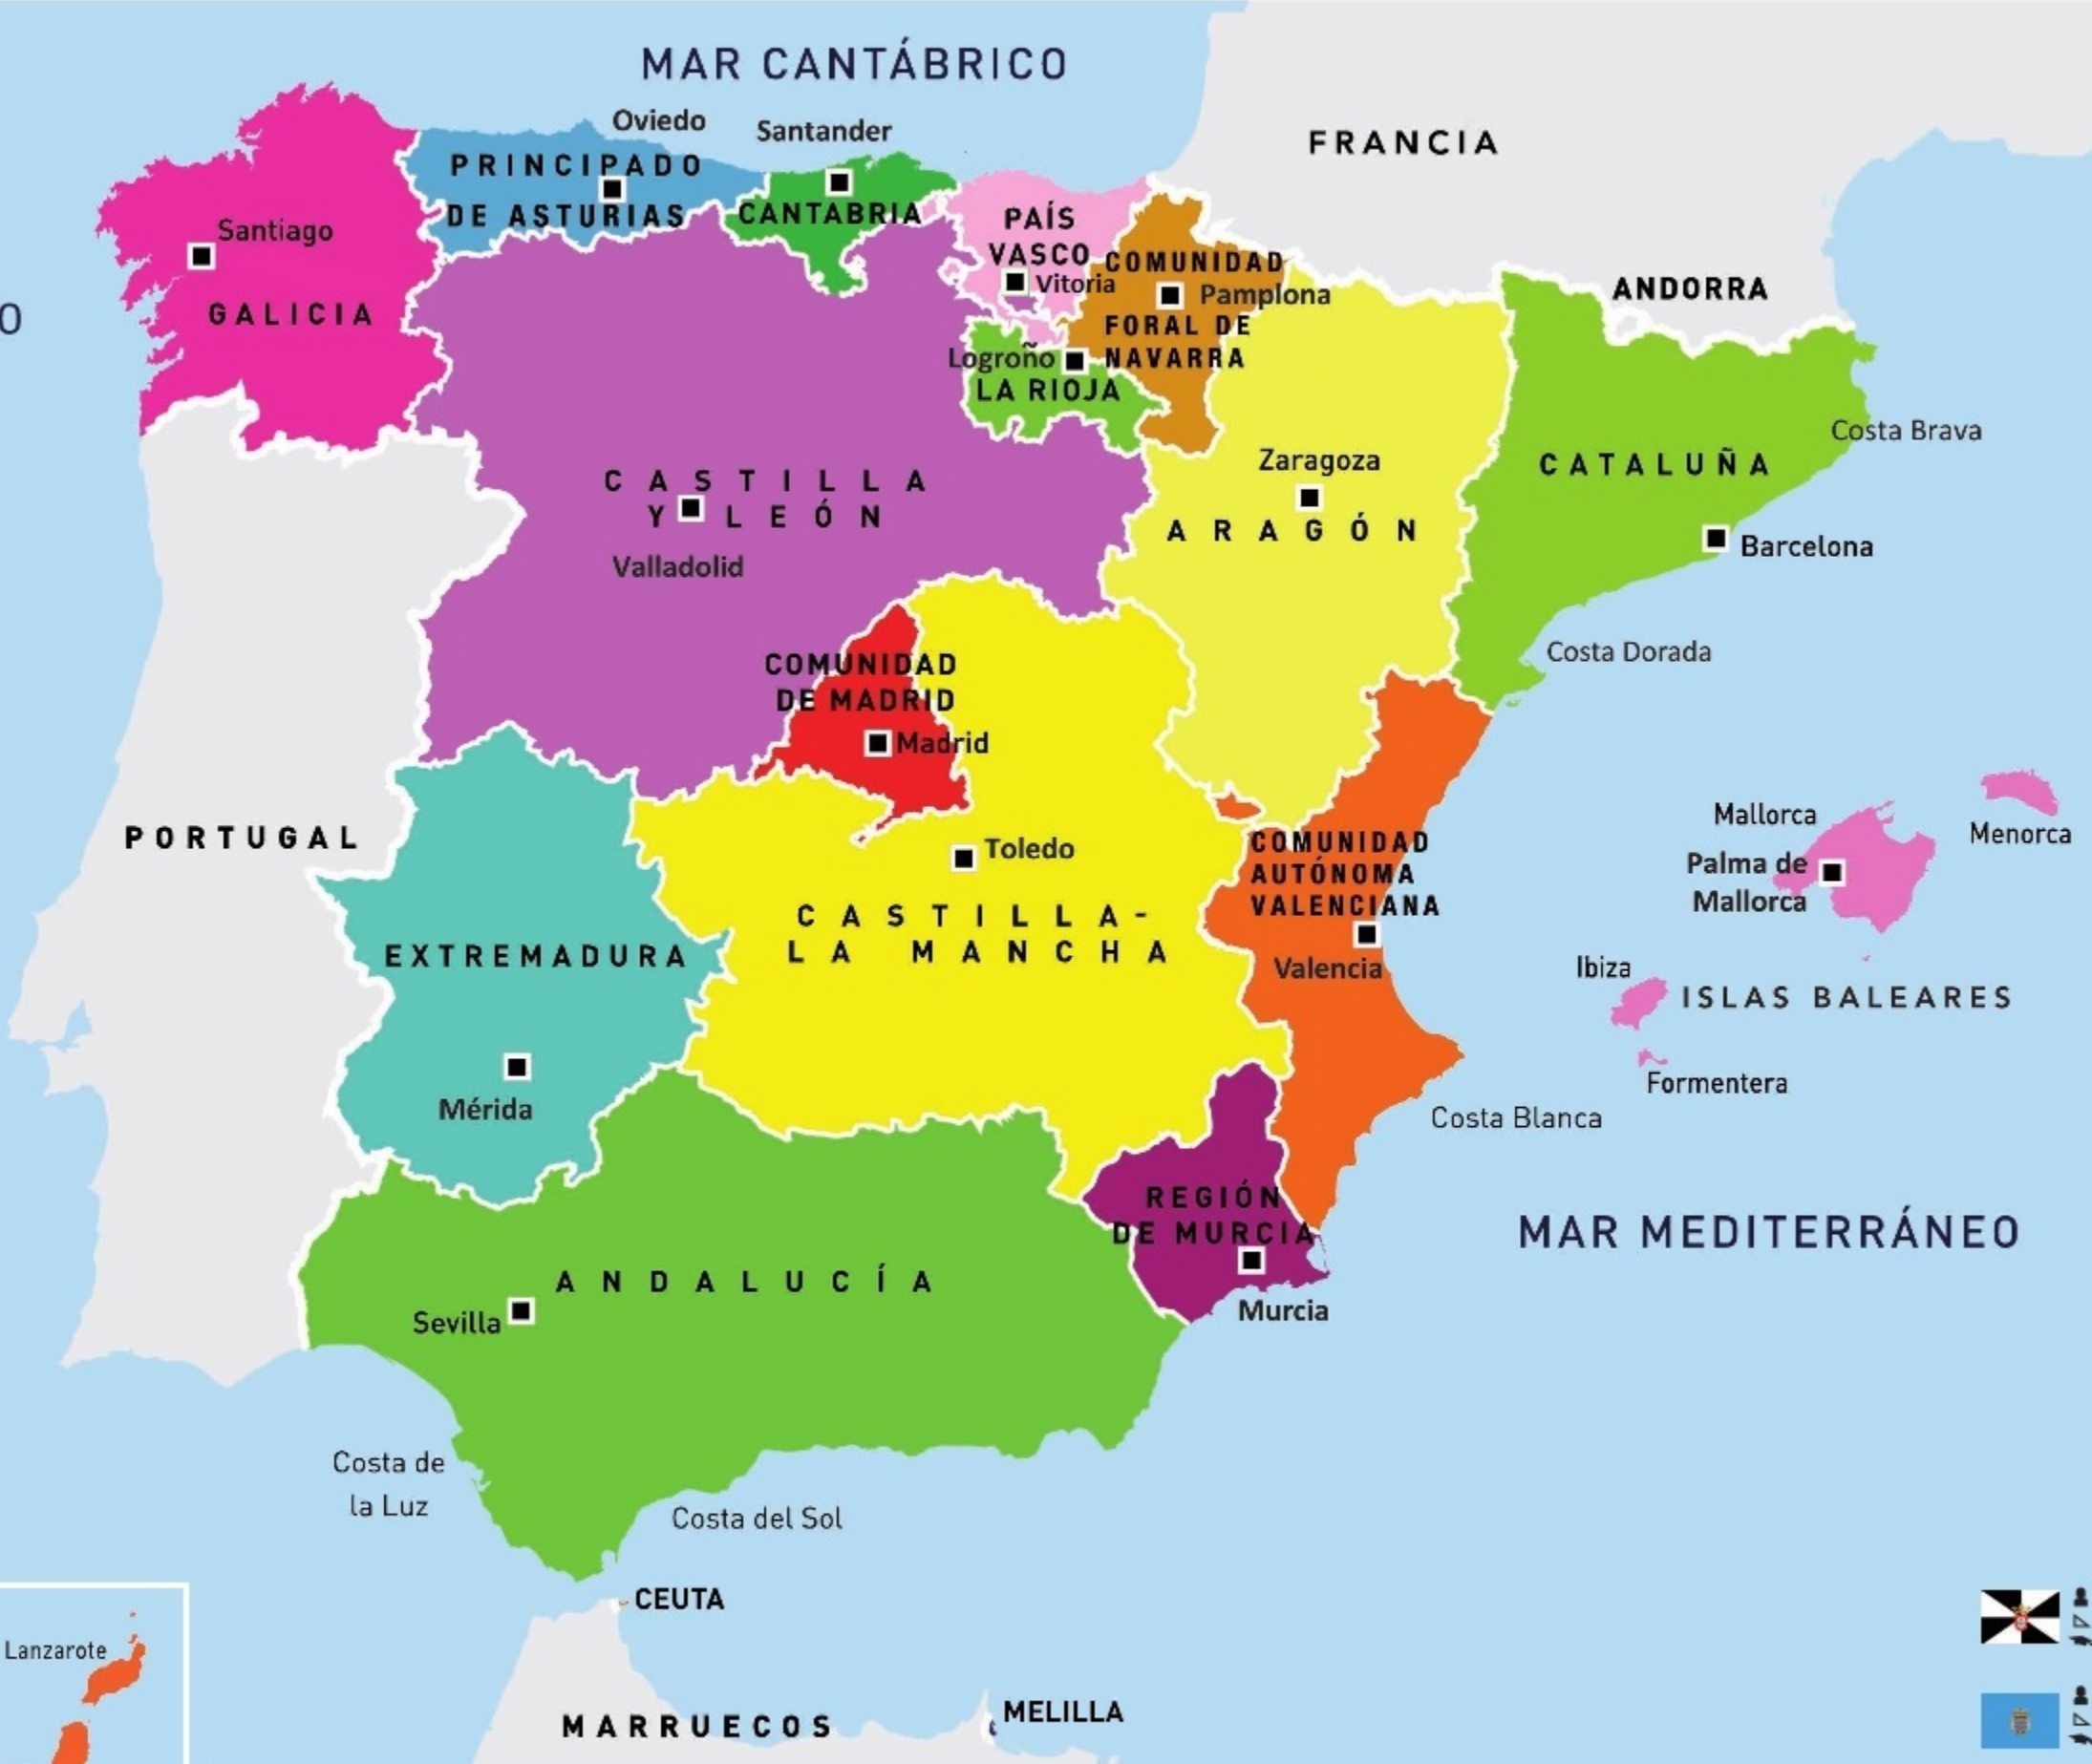 MAR CANTÁBRICO
Oviedo
Santander
FRANCIA
PRINCIPADO
DE ASTURIAS
CANTABRIA
PAÍS
VASCO
Vitoria
COMUNIDAD
Pamplona
FORAL DE
NAVARRA
ANDORRA
Santiago
GALICIA
O
Logroño
LA RIOJA
Costa Brava
CATALUÑA
Zaragoza
ARAGÓN
CASTILLA
Y LEÓN
Valladolid
Barcelona
Costa Dorada
COMUNIDAD
DE MADRID
Madrid
PORTUGAL
Toledo
CASTILLA-
LA MANCHA
COMUNIDAD
AUTÓNOMA
VALENCIANA
Valencia
Mallorca
Menorca
Palma de
Mallorca
Ibiza
ISLAS BALEARES
Formentera
EXTREMADURA
Mérida
Costa Blanca
REGIÓN
DE MURCIA
Murcia
MAR MEDITERRÁNEO
ANDALUCÍA
Sevilla
Costa de
la Luz
Costa del Sol
CEUTA
Lanzarote
MARRUECOS
MELILLA